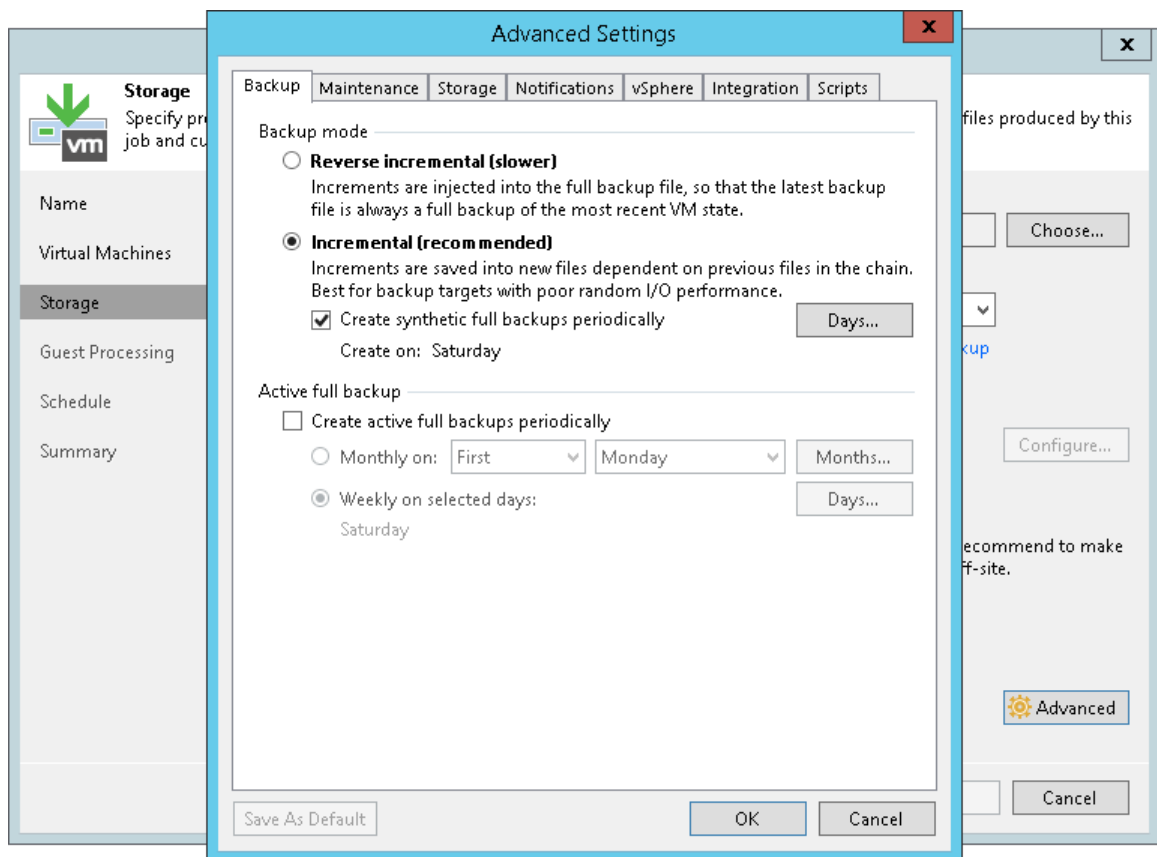 Advanced Settings
x
x
Storage
Specify pr
job and cu
files produced by this
vm
Name
Virtual Machines
Storage
Guest Processing
Schedule
Summary
Backup
Maintenance
Storage
Notifications
vSphere
Integration
Scripts
Backup mode
Reverse incremental (slower)
Increments are injected into the full backup file, so that the latest backup
file is always a full backup of the most recent VM state.
Incremental (recommended)
Increments are saved into new files dependent on previous files in the chain.
Best for backup targets with poor random I/O performance.
Create synthetic full backups periodically
Days...
Create on: Saturday
Active full backup
Create active full backups periodically
Monthly on:
First
Monday
Months...
Weekly on selected days:
Days...
Saturday
Save As Default
OK
Cancel
Choose...
kup
Configure...
ecommend to make
ff-site.
Advanced
Cancel